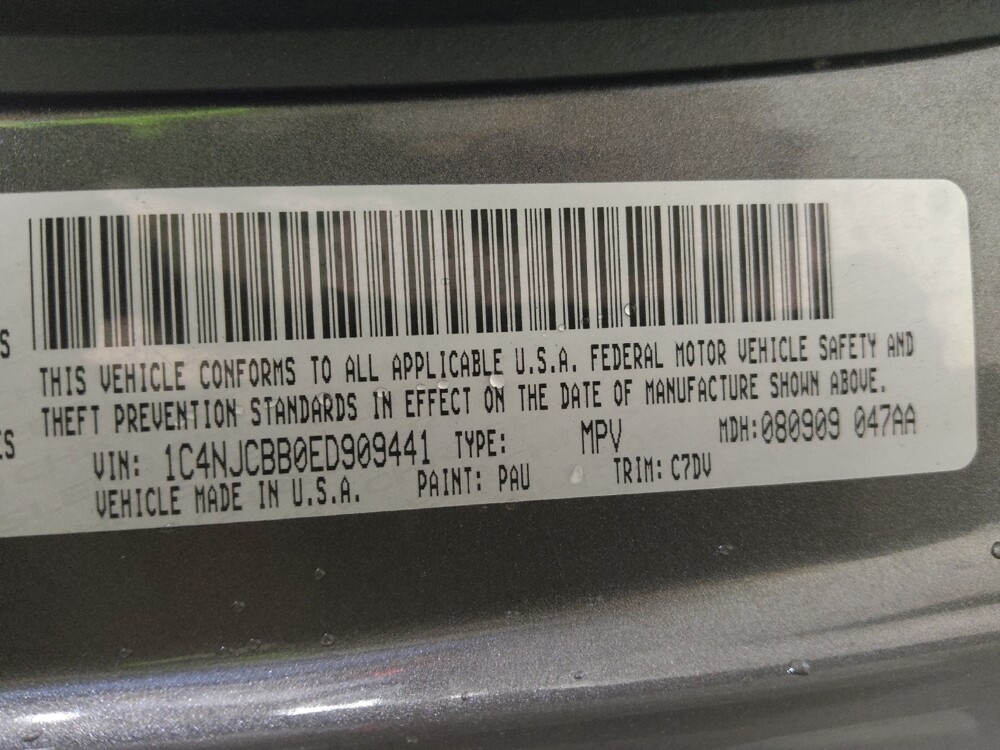 S
THIS VEHICLE CONFORMS TO ALL APPLICABLE U.S.A. FEDERAL MOTOR VEHICLE SAFETY AND
THEFT PREVENTION STANDARDS IN EFFECT ON THE DATE OF MANUFACTURE SHOWN ABOVE.
ES
VIN: 1C4NJCBB0ED909441 TYPE: MPV MDH:080909 047AA
VEHICLE MADE IN U.S.A. PAINT: PAU TRIM: C7DV